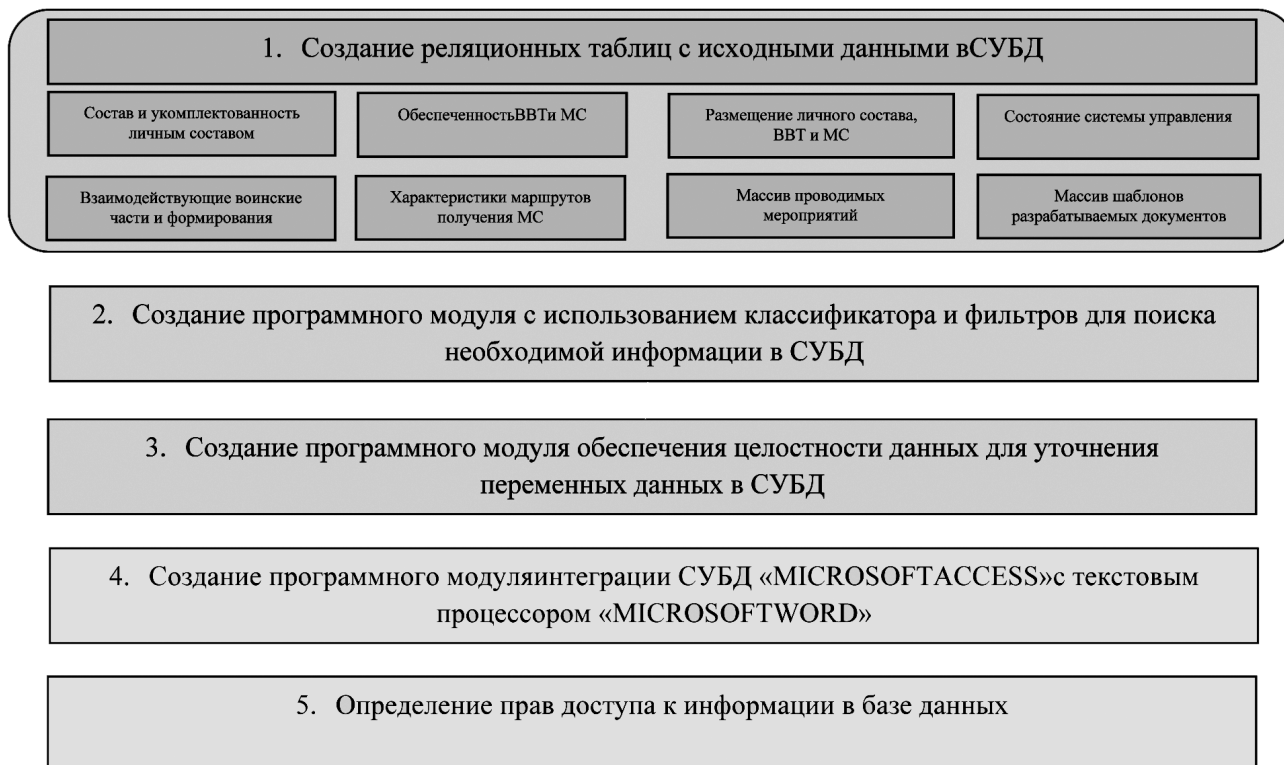 1. Создание реляционных таблиц с исходными данными вСУБД
Состав и укомплектованность
личным составом
ОбеспеченностьВВТи МС
Размещение личного состава,
ВВТ и МС
Состояние системы управления
Взаимодействующие воинские
части и формирования
Характеристики маршрутов
получения МС
Массив проводимых
мероприятий
Массив шаблонов
разрабатываемых документов
2. Создание программного модуля с использованием классификатора и фильтров для поиска
необходимой информации в СУБД
3. Создание программного модуля обеспечения целостности данных для уточнения
переменных данных в СУБД
4. Создание программного модуляинтеграции СУБД «MICROSOFTACCESS»с текстовым
процессором «MICROSOFTWORD»
5. Определение прав доступа к информации в базе данных